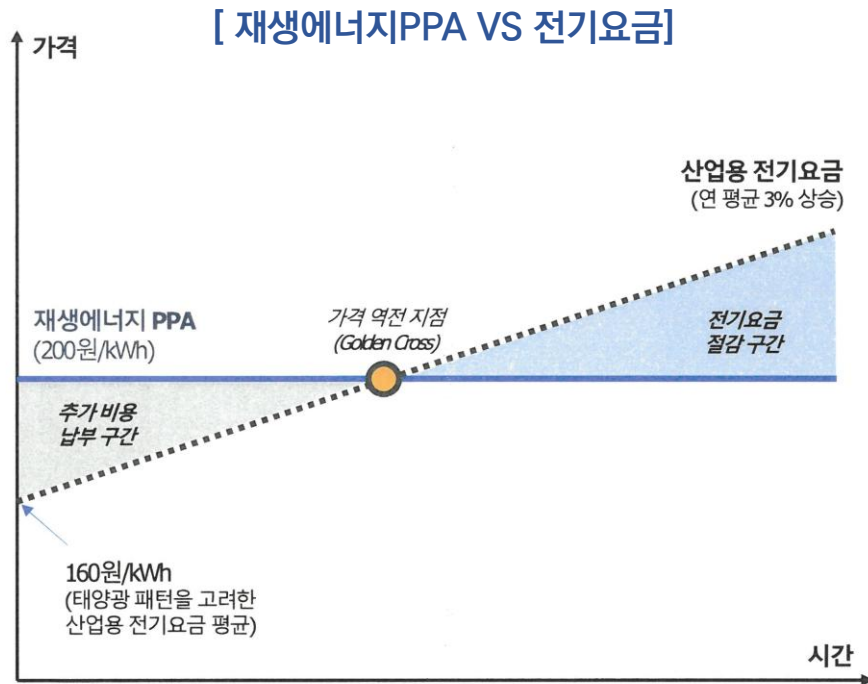 [ 재생에너지PPA VS 전기요금]
가격
산업용 전기요금
(연 평균 3% 상승)
재생에너지 PPA
(200원/kWh)
가격 역전 지점
(Golden Cross)
전기요금
절감 구간
추가 비용
납부 구간
160원/kWh
(태양광 패턴을 고려한
산업용 전기요금 평균)
시간